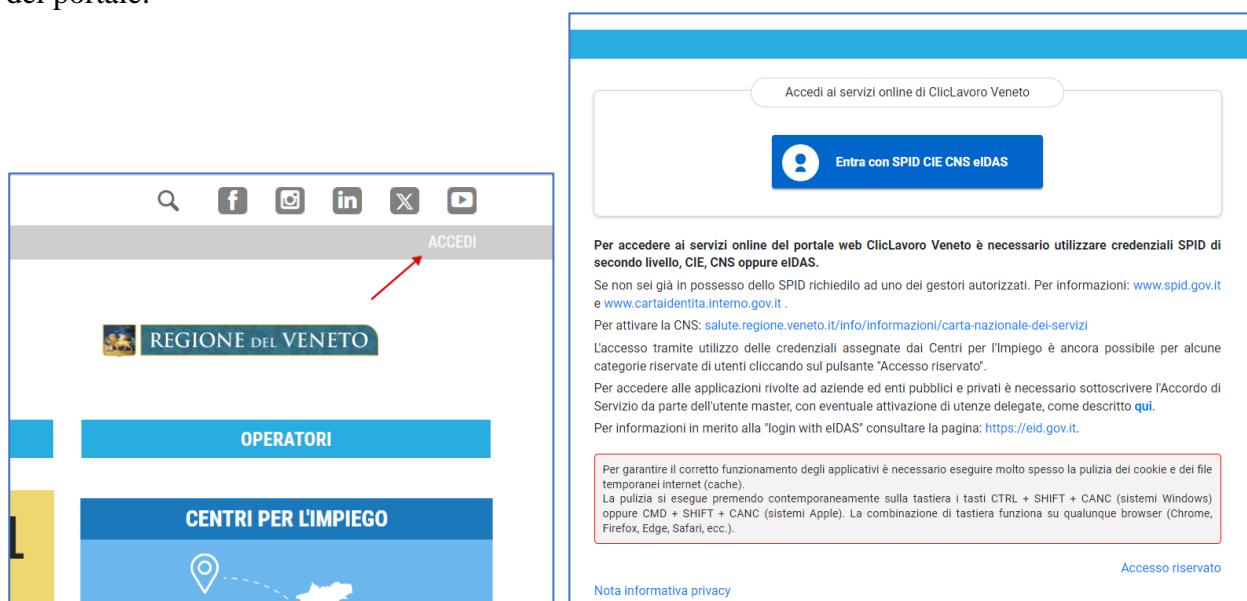 del portale.
ACCEDI
REGIONE DEL VENETO
OPERATORI
CENTRI PER L'IMPIEGO
Accedi ai servizi online di ClicLavoro Veneto
Entra con SPID CIE CNS eIDAS
Per accedere ai servizi online del portale web ClicLavoro Veneto è necessario utilizzare credenziali SPID di
secondo livello, CIE, CNS oppure eIDAS.
Se non sei già in possesso dello SPID richiedilo ad uno dei gestori autorizzati. Per informazioni: www.spid.gov.it
e www.cartaidentita.interno.gov.it .
Per attivare la CNS: salute.regione.veneto.it/info/informazioni/carta-nazionale-dei-servizi
L'accesso tramite utilizzo delle credenziali assegnate dai Centri per l'Impiego è ancora possibile per alcune
categorie riservate di utenti cliccando sul pulsante "Accesso riservato".
Per accedere alle applicazioni rivolte ad aziende ed enti pubblici e privati è necessario sottoscrivere l'Accordo di
Servizio da parte dell'utente master, con eventuale attivazione di utenze delegate, come descritto qui.
Per informazioni in merito alla "login with eIDAS" consultare la pagina: https://eid.gov.it.
Per garantire il corretto funzionamento degli applicativi è necessario eseguire molto spesso la pulizia dei cookie e dei file
temporanei internet (cache).
La pulizia si esegue premendo contemporaneamente sulla tastiera i tasti CTRL + SHIFT + CANC (sistemi Windows)
oppure CMD + SHIFT + CANC (sistemi Apple). La combinazione di tastiera funziona su qualunque browser (Chrome,
Firefox, Edge, Safari, ecc.).
Accesso riservato
Nota informativa privacy